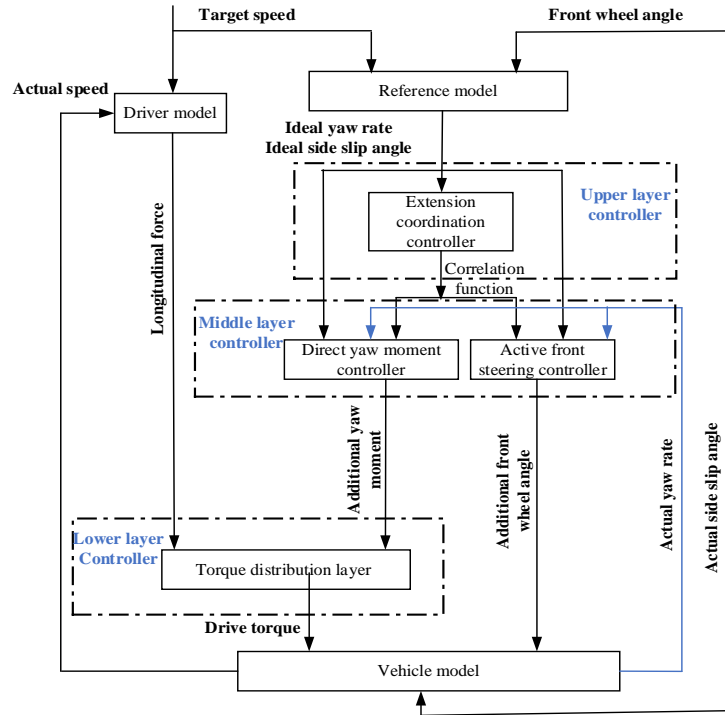 Target speed
Front wheel angle
Actual speed
Driver model
Reference model
Ideal yaw rate
Ideal side slip angle
Upper layer
controller
Extension
coordination
controller
Longitudinal force
Correlation
function
Middle layer
controller
Direct yaw moment
controller
Active front
steering controller
Additional yaw
moment
Additional front
wheel angle
Actual yaw rate
Actual side slip angle
Lower layer
Controller
Torque distribution layer
Drive torque
Vehicle model